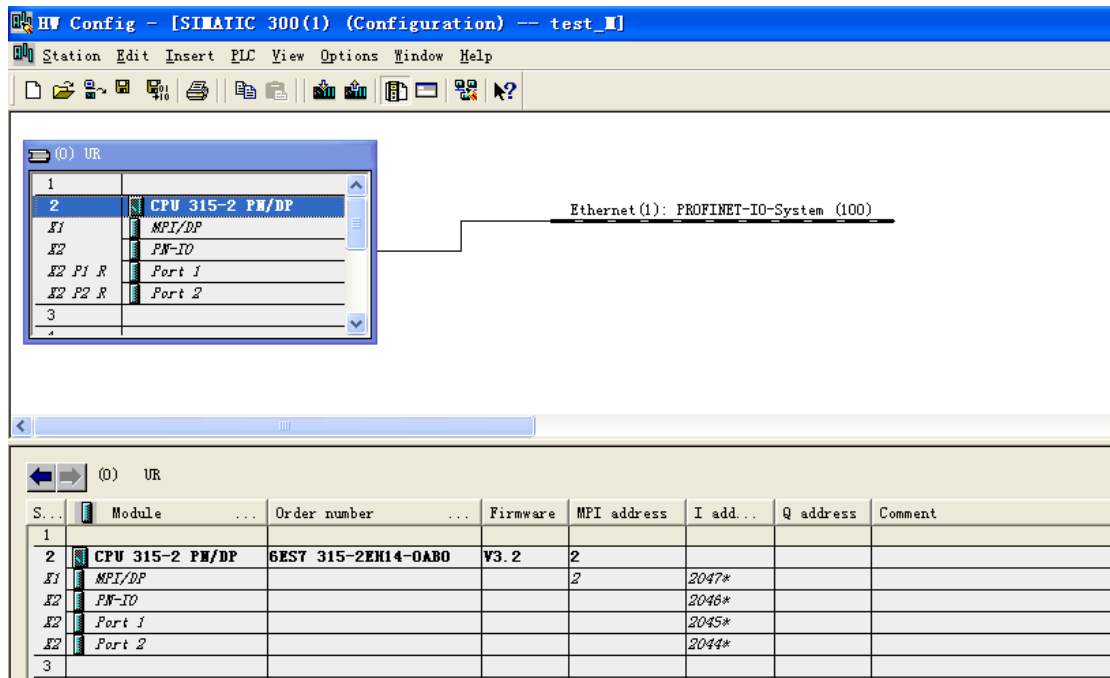 HW Config - [SIMATIC 300(1) (Configuration) -- test_M]
Station Edit Insert PLC View Options Window Help
(0) UR
1
2 CPU 315-2 PN/DP
X1 MPI/DP
X2 PN-IO
X2 P1 R Port 1
X2 P2 R Port 2
3
Ethernet(1): PROFINET-IO-System (100)
(0) UR
S... Module ... Order number ... Firmware MPI address I add... Q address Comment
1
2 CPU 315-2 PN/DP 6ES7 315-2EH14-0AB0 V3.2 2
X1 MPI/DP 2 2047*
X2 PN-IO 2046*
X2 Port 1 2045*
X2 Port 2 2044*
3